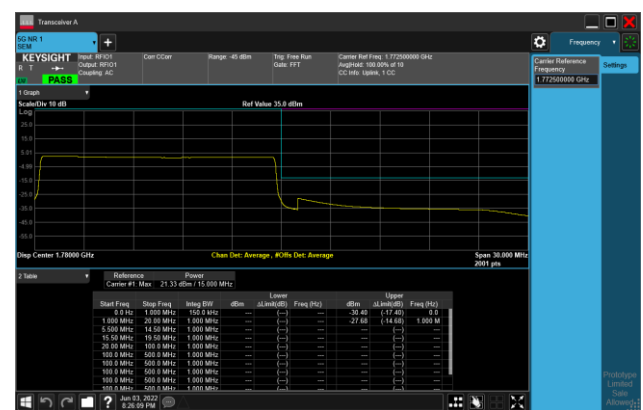 Transceiver A
5G NR 1
SEM
Frequency
KEYSIGHT
R T
PASS
Input: RFIO1
Output: RFIO1
Coupling: AC
Corr CCorr
Range: -45 dBm
Trig: Free Run
Gate: FFT
Carrier Ref Freq: 1.772500000 GHz
Avg|Hold: 100.00% of 10
CC Info: Uplink, 1 CC
Carrier Reference
Frequency
1.772500000 GHz
Settings
1 Graph
Scale/Div 10 dB
Ref Value 35.0 dBm
Log
25.0
15.0
5.01
-4.99
-15.0
-25.0
-35.0
-45.0
-55.0
Disp Center 1.78000 GHz
Chan Det: Average , #Offs Det: Average
Span 30.000 MHz
2001 pts
2 Table
Reference Power
Carrier #1 Max 21.33 dBm / 15.000 MHz
Lower Upper
Start Freq Stop Freq Integ BW dBm ΔLimit(dB) Freq (Hz) dBm ΔLimit(dB) Freq (Hz)
0.0 Hz 1.000 MHz 150.0 kHz --- (---) --- -30.40 (-17.40) 0.0
1.000 MHz 20.00 MHz 1.000 MHz --- (---) --- -27.68 (-14.68) 1.000 M
5.500 MHz 14.50 MHz 1.000 MHz --- (---) --- --- (---) ---
15.50 MHz 19.50 MHz 1.000 MHz --- (---) --- --- (---) ---
20.00 MHz 100.0 MHz 1.000 MHz --- (---) --- --- (---) ---
100.0 MHz 500.0 MHz 1.000 MHz --- (---) --- --- (---) ---
100.0 MHz 500.0 MHz 1.000 MHz --- (---) --- --- (---) ---
100.0 MHz 500.0 MHz 1.000 MHz --- (---) --- --- (---) ---
100.0 MHz 500.0 MHz 1.000 MHz --- (---) --- --- (---) ---
Jun 03, 2022
8:26:09 PM
Prototype
Limited
Sale
Allowed